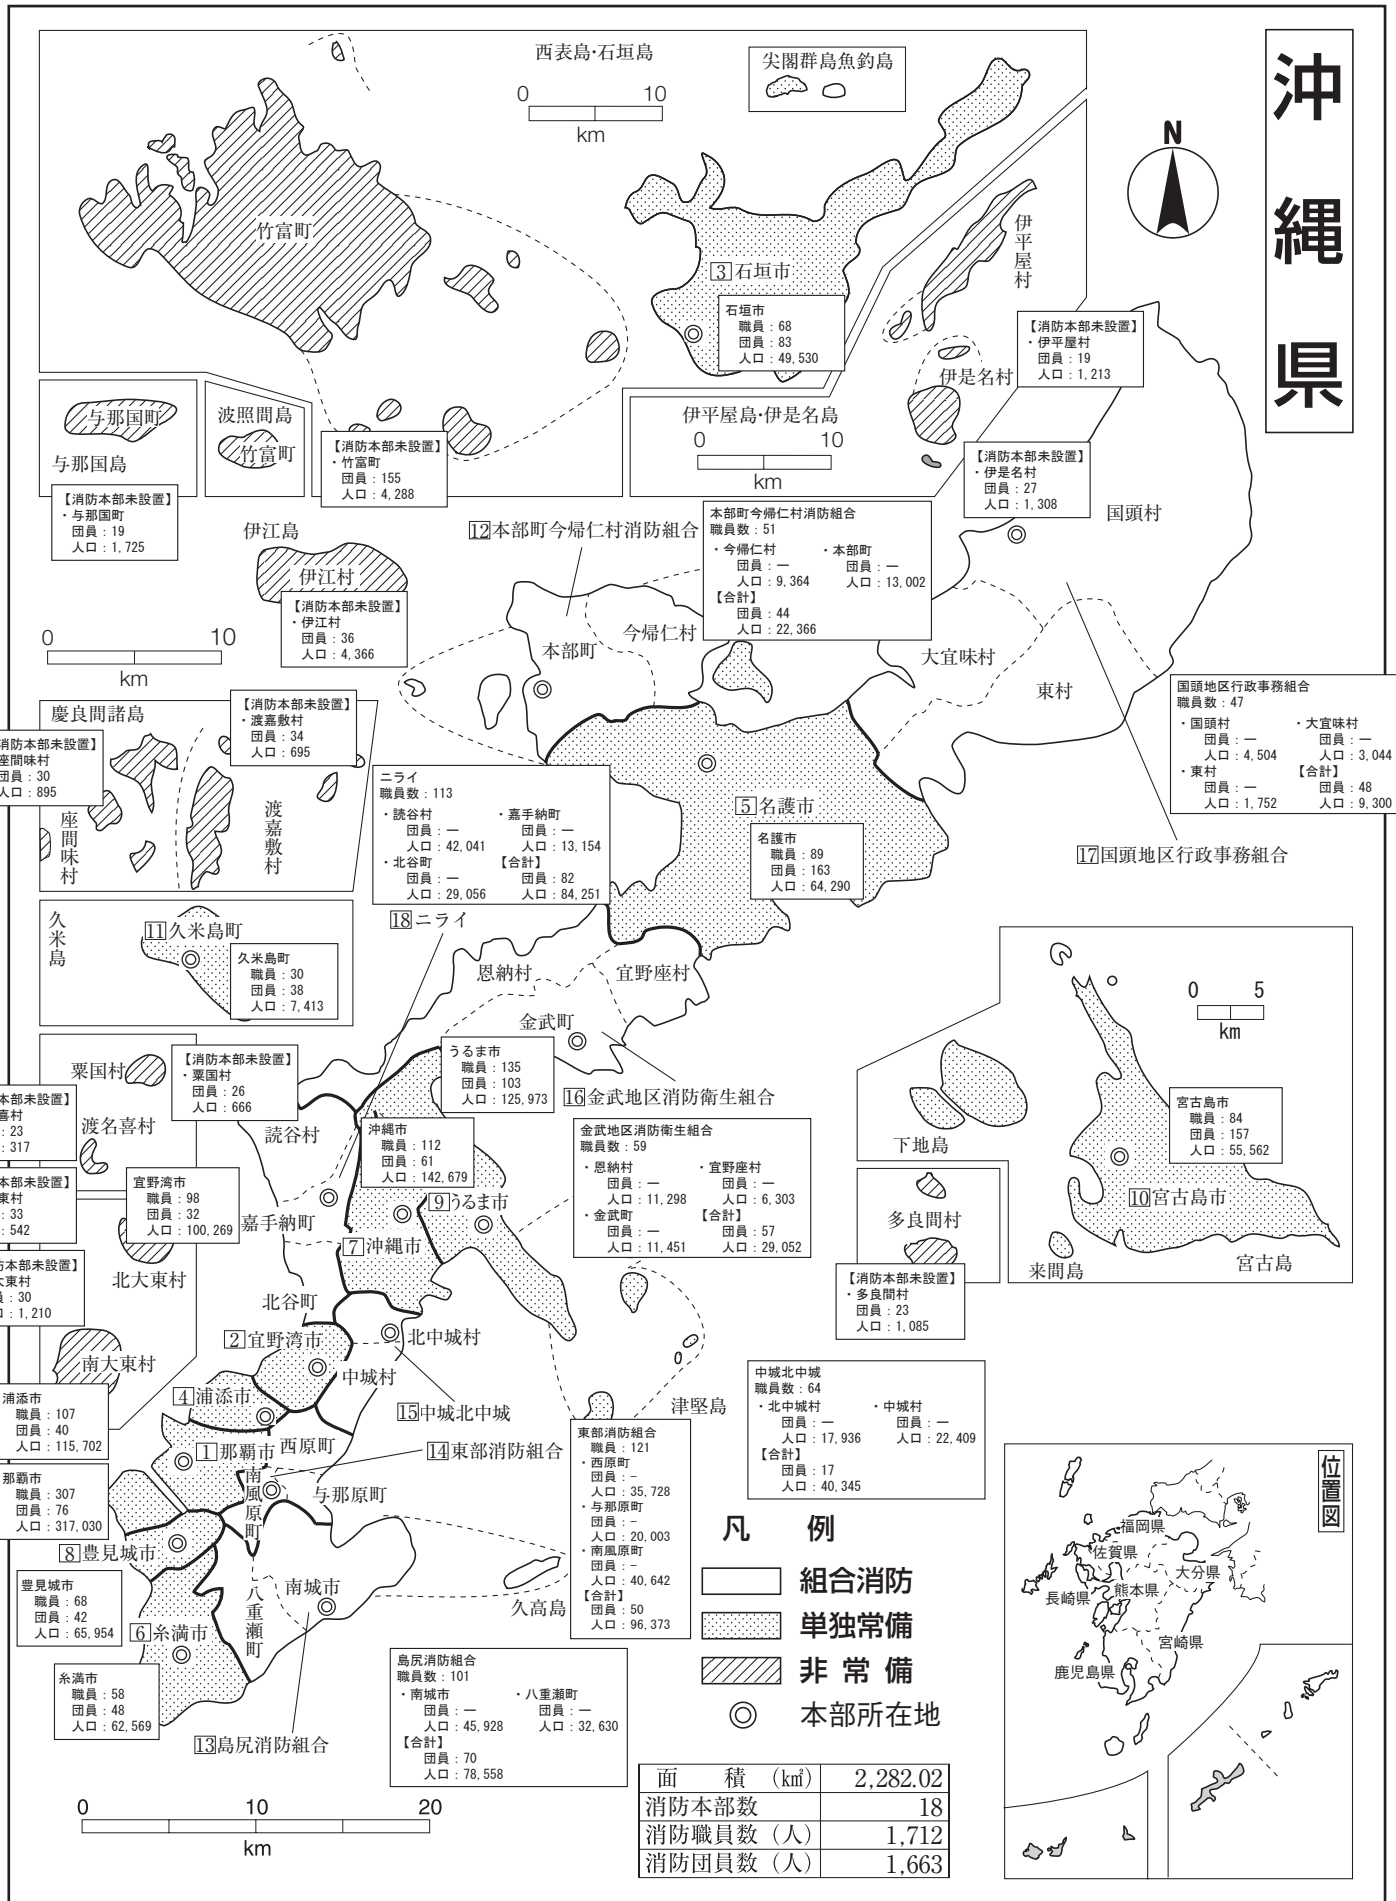 沖縄県
西表島・石垣島
0 10
km
尖閣群島魚釣島
N
竹富町
3 石垣市
石垣市
職員：68
団員：83
人口：49,530
伊平屋村
【消防本部未設置】
・伊平屋村
団員：19
人口：1,213
伊是名村
伊平屋島・伊是名島
0 10
km
【消防本部未設置】
・伊是名村
団員：27
人口：1,308
与那国町
与那国島
【消防本部未設置】
・与那国町
団員：19
人口：1,725
波照間島
竹富町
【消防本部未設置】
・竹富町
団員：155
人口：4,288
伊江島
伊江村
【消防本部未設置】
・伊江村
団員：36
人口：4,366
0 10
km
12 本部町今帰仁村消防組合
本部町今帰仁村消防組合
職員数：51
・今帰仁村 ・本部町
団員：― 団員：―
人口：9,364 人口：13,002
【合計】
団員：44
人口：22,366
国頭村
今帰仁村
本部町
大宜味村
東村
国頭地区行政事務組合
職員数：47
・国頭村 ・大宜味村
団員：― 団員：―
人口：4,504 人口：3,044
・東村 【合計】
団員：― 団員：48
人口：1,752 人口：9,300
17 国頭地区行政事務組合
慶良間諸島
【消防本部未設置】
・渡嘉敷村
団員：34
人口：695
消防本部未設置】
座間味村
団員：30
人口：895
座間味村
渡嘉敷村
ニライ
職員数：113
・読谷村 ・嘉手納町
団員：― 団員：―
人口：42,041 人口：13,154
・北谷町 【合計】
団員：― 団員：82
人口：29,056 人口：84,251
18 ニライ
5 名護市
名護市
職員：89
団員：163
人口：64,290
久米島
11 久米島町
久米島町
職員：30
団員：38
人口：7,413
恩納村
宜野座村
金武町
16 金武地区消防衛生組合
金武地区消防衛生組合
職員数：59
・恩納村 ・宜野座村
団員：― 団員：―
人口：11,298 人口：6,303
・金武町 【合計】
団員：― 団員：57
人口：11,451 人口：29,052
うるま市
職員：135
団員：103
人口：125,973
0 5
km
宮古島市
職員：84
団員：157
人口：55,562
10 宮古島市
宮古島
下地島
来間島
多良間村
【消防本部未設置】
・多良間村
団員：23
人口：1,085
粟国村
【消防本部未設置】
・粟国村
団員：26
人口：666
本部未設置】
喜村
：23
：317
渡名喜村
本部未設置】
東村
：33
：542
宜野湾市
職員：98
団員：32
人口：100,269
防本部未設置】
大東村
員：30
口：1,210
北大東村
南大東村
読谷村
沖縄市
職員：112
団員：61
人口：142,679
9 うるま市
嘉手納町
7 沖縄市
北谷町
2 宜野湾市
北中城村
中城村
15 中城北中城
中城北中城
職員数：64
・北中城村 ・中城村
団員：― 団員：―
人口：17,936 人口：22,409
【合計】
団員：17
人口：40,345
津堅島
浦添市
職員：107
団員：40
人口：115,702
4 浦添市
1 那覇市
西原町
14 東部消防組合
南風原町
与那原町
東部消防組合
職員：121
・西原町
団員：-
人口：35,728
・与那原町
団員：-
人口：20,003
・南風原町
団員：-
人口：40,642
【合計】
団員：50
人口：96,373
那覇市
職員：307
団員：76
人口：317,030
8 豊見城市
豊見城市
職員：68
団員：42
人口：65,954
6 糸満市
糸満市
職員：58
団員：48
人口：62,569
八重瀬町
南城市
久高島
13 島尻消防組合
島尻消防組合
職員数：101
・南城市 ・八重瀬町
団員：― 団員：―
人口：45,928 人口：32,630
【合計】
団員：70
人口：78,558
0 10 20
km
凡 例
組合消防
単独常備
非常備
本部所在地
面 積 （㎢） 2,282.02
消防本部数 18
消防職員数（人） 1,712
消防団員数（人） 1,663
位置図
福岡県
佐賀県
大分県
長崎県
熊本県
宮崎県
鹿児島県